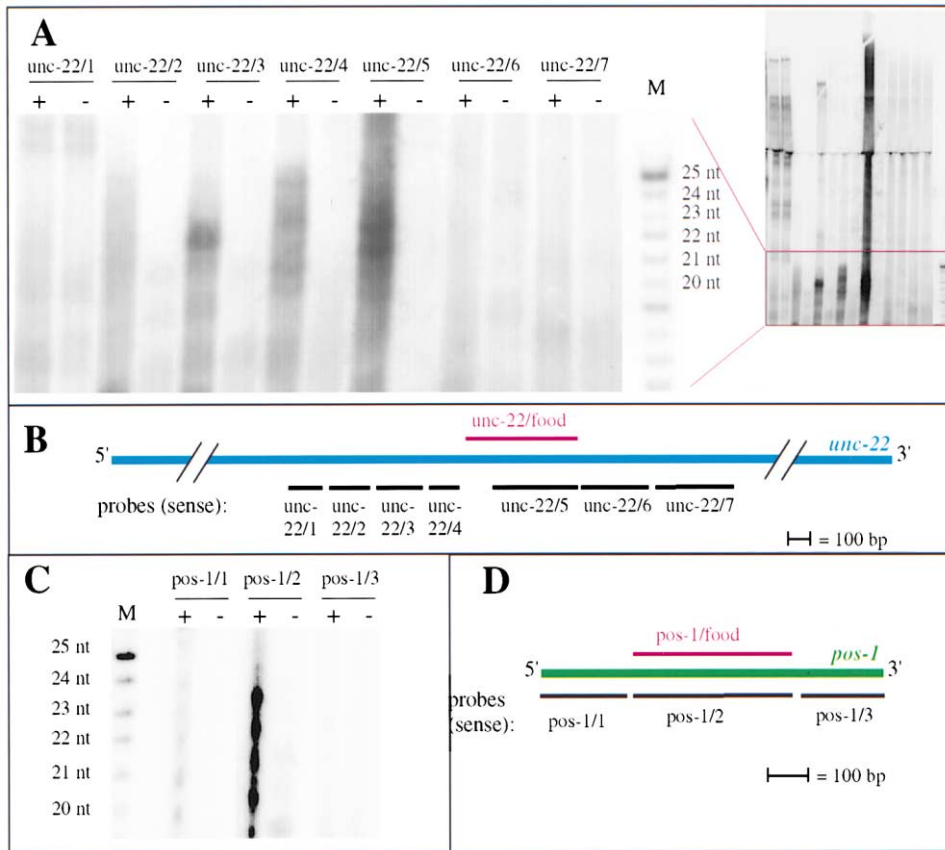 A
unc-22/1 unc-22/2 unc-22/3 unc-22/4 unc-22/5 unc-22/6 unc-22/7
+ - + - + - + - + - + - + -
M
25 nt
24 nt
23 nt
22 nt
21 nt
20 nt
B
unc-22/food
5' unc-22 3'
probes (sense):
unc-22/1 unc-22/2 unc-22/3 unc-22/4 unc-22/5 unc-22/6 unc-22/7
= 100 bp
C
pos-1/1 pos-1/2 pos-1/3
M + - + - + -
25 nt
24 nt
23 nt
22 nt
21 nt
20 nt
D
pos-1/food
5' pos-1 3'
probes
(sense): pos-1/1 pos-1/2 pos-1/3
= 100 bp